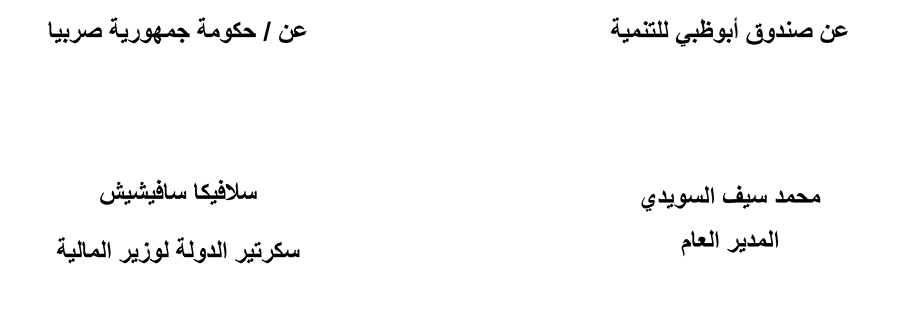 عن صندوق أبوظبي للتنمية
عن / حكومة جمهورية صربيا
محمد سيف السويدي
المدير العام
سلافيكا سافيشيش
سكرتير الدولة لوزير المالية